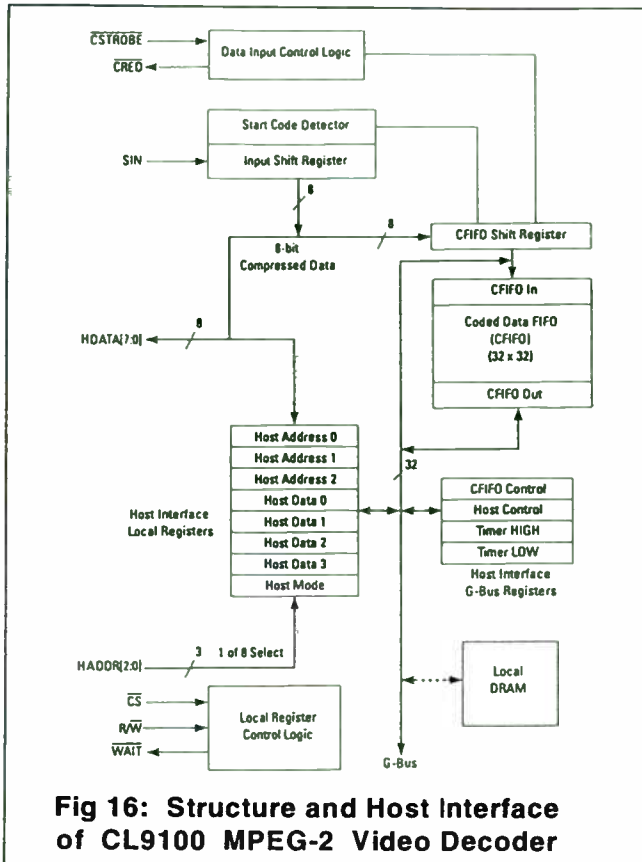 CSTROBE
CREQ
Data Input Control Logic
Start Code Detector
SIN
Input Shift Register
8
8
CFIFO Shift Register
8-bit
Compressed Data
CFIFO In
Coded Data FIFO
(CFIFO)
(32 x 32)
CFIFO Out
HDATA[7:0]
8
32
Host Address 0
Host Address 1
Host Address 2
Host Data 0
Host Data 1
Host Data 2
Host Data 3
Host Mode
Host Interface
Local Registers
CFIFO Control
Host Control
Timer HIGH
Timer LOW
Host Interface
G-Bus Registers
HADDR[2:0]
3
1 of 8 Select
Local
DRAM
CS
R/W
WAIT
Local Register
Control Logic
G-Bus
Fig 16: Structure and Host Interface
of CL9100 MPEG-2 Video Decoder